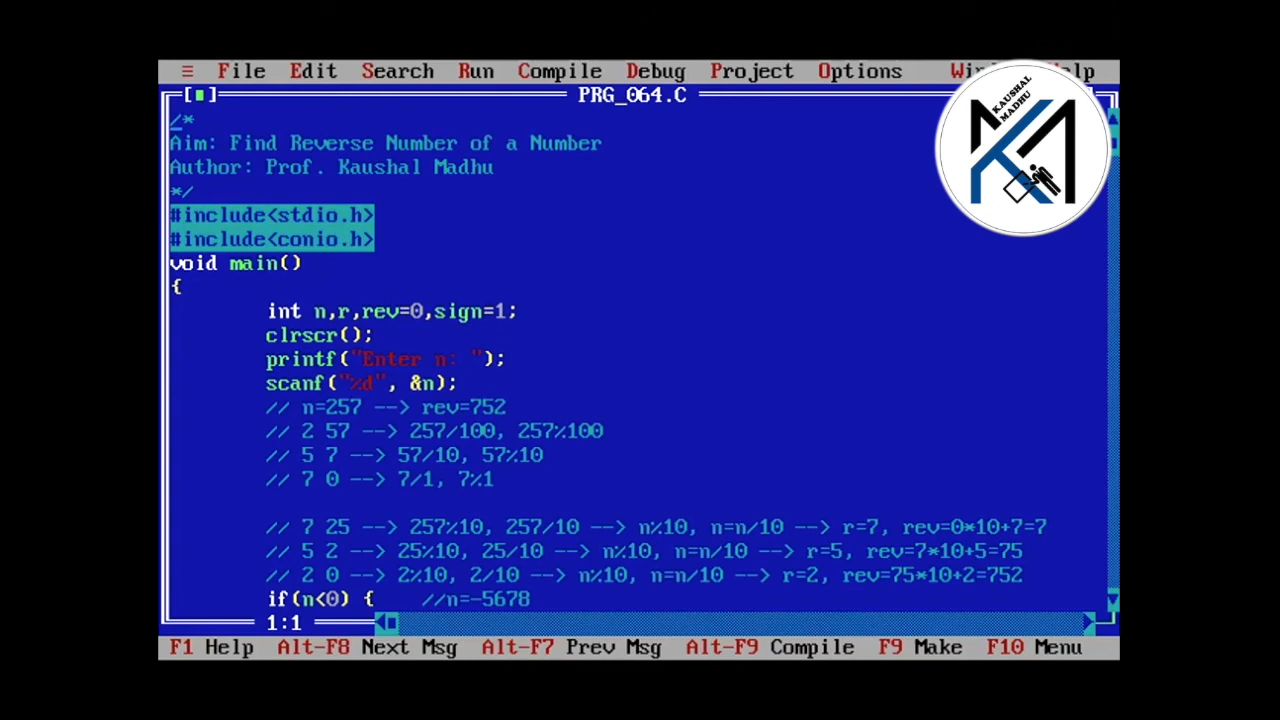 ≡ File Edit Search Run Compile Debug Project Options
[■] PRG_064.C
/*
Aim: Find Reverse Number of a Number
Author: Prof. Kaushal Madhu
*/
#include<stdio.h>
#include<conio.h>
void main()
{
int n,r,rev=0,sign=1;
clrscr();
printf("Enter n: ");
scanf("%d", &n);
// n=257 --> rev=752
// 2 57 --> 257/100, 257%100
// 5 7 --> 57/10, 57%10
// 7 0 --> 7/1, 7%1
// 7 25 --> 257%10, 257/10 --> n%10, n=n/10 --> r=7, rev=0*10+7=7
// 5 2 --> 25%10, 25/10 --> n%10, n=n/10 --> r=5, rev=7*10+5=75
// 2 0 --> 2%10, 2/10 --> n%10, n=n/10 --> r=2, rev=75*10+2=752
if(n<0) { //n=-5678
1:1
F1 Help Alt-F8 Next Msg Alt-F7 Prev Msg Alt-F9 Compile F9 Make F10 Menu
KAUSHAL
MADHU